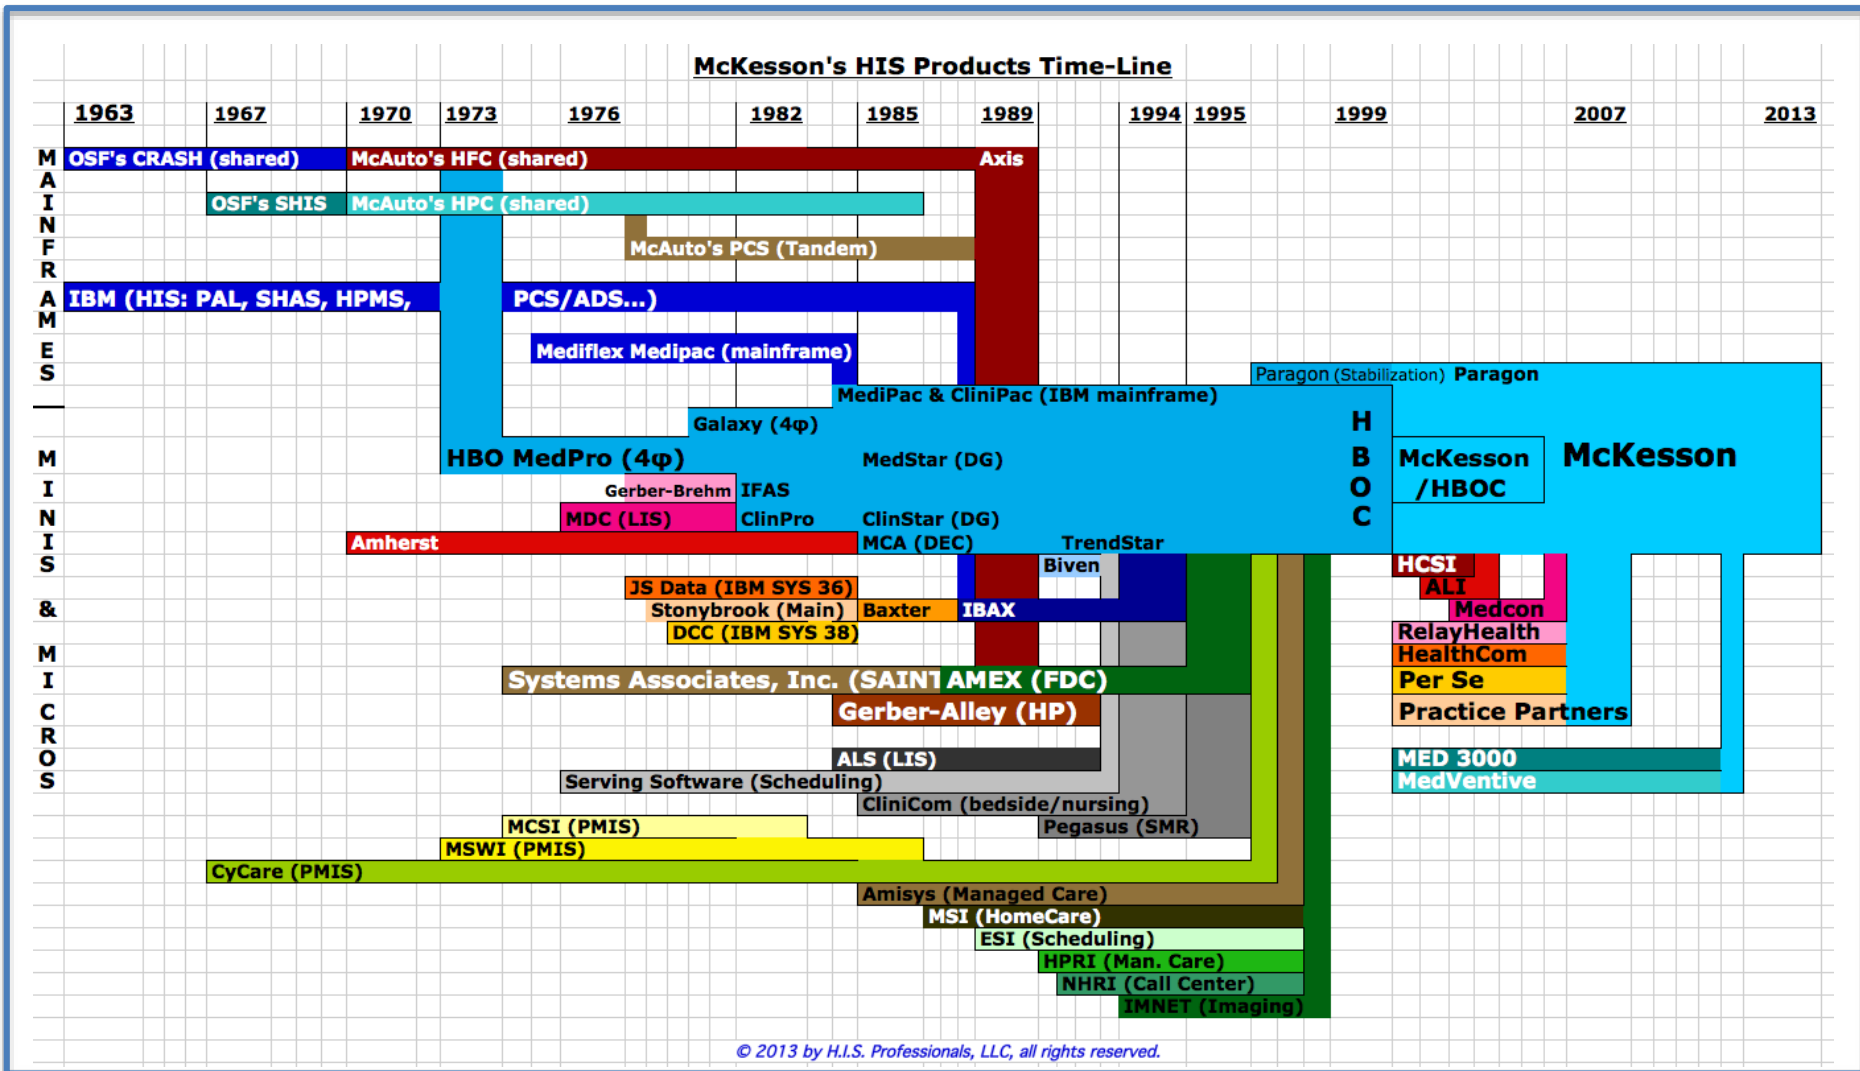 McKesson's HIS Products Time-Line
1963 1967 1970 1973 1976 1982 1985 1989 1994 1995 1999 2007 2013
MAINFRAMES
OSF's CRASH (shared) McAuto's HFC (shared) Axis
OSF's SHIS McAuto's HPC (shared)
McAuto's PCS (Tandem)
IBM (HIS: PAL, SHAS, HPMS, PCS/ADS...)
Mediflex Medipac (mainframe)
Paragon (Stabilization) Paragon
MediPac & CliniPac (IBM mainframe)
Galaxy (4φ)
HBOC
MINIS & MICROS
HBO MedPro (4φ) MedStar (DG) McKesson McKesson
Gerber-Brehm IFAS /HBOC
MDC (LIS) ClinPro ClinStar (DG)
Amherst MCA (DEC) TrendStar
Biven HCSI
JS Data (IBM SYS 36) ALI
Stonybrook (Main) Baxter IBAX Medcon
DCC (IBM SYS 38) RelayHealth
HealthCom
Systems Associates, Inc. (SAINT AMEX (FDC) Per Se
Gerber-Alley (HP) Practice Partners
ALS (LIS) MED 3000
Serving Software (Scheduling) MedVentive
CliniCom (bedside/nursing)
MCSI (PMIS) Pegasus (SMR)
MSWI (PMIS)
CyCare (PMIS)
Amisys (Managed Care)
MSI (HomeCare)
ESI (Scheduling)
HPRI (Man. Care)
NHRI (Call Center)
IMNET (Imaging)
© 2013 by H.I.S. Professionals, LLC, all rights reserved.